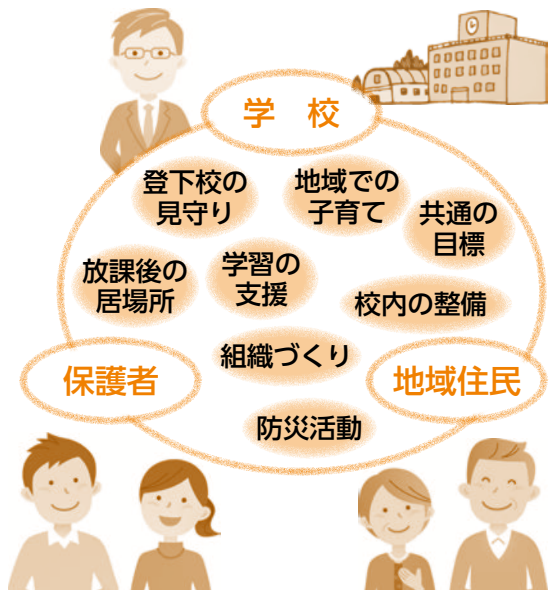 学 校
登下校の
見守り
地域での
子育て
共通の
目標
放課後の
居場所
学習の
支援
校内の整備
組織づくり
保護者
地域住民
防災活動